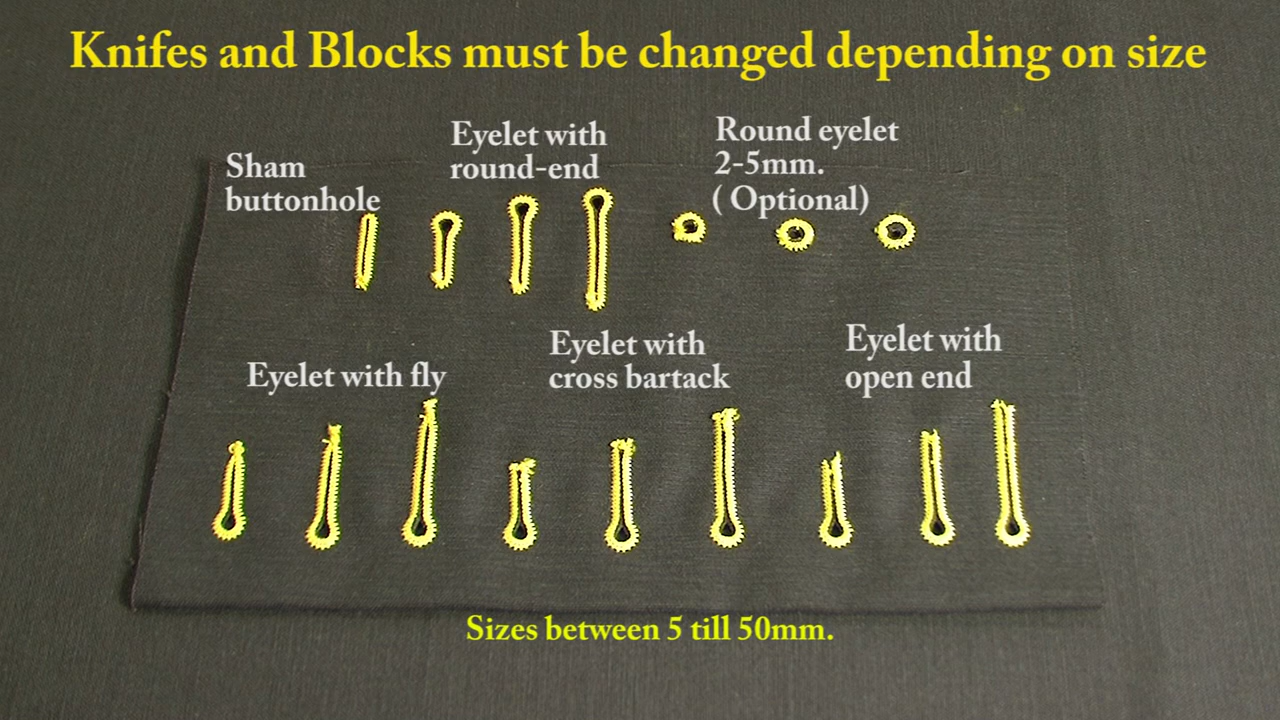 Knifes and Blocks must be changed depending on size
Sham
buttonhole
Eyelet with
round-end
Round eyelet
2-5mm.
( Optional)
Eyelet with fly
Eyelet with
cross bartack
Eyelet with
open end
Sizes between 5 till 50mm.